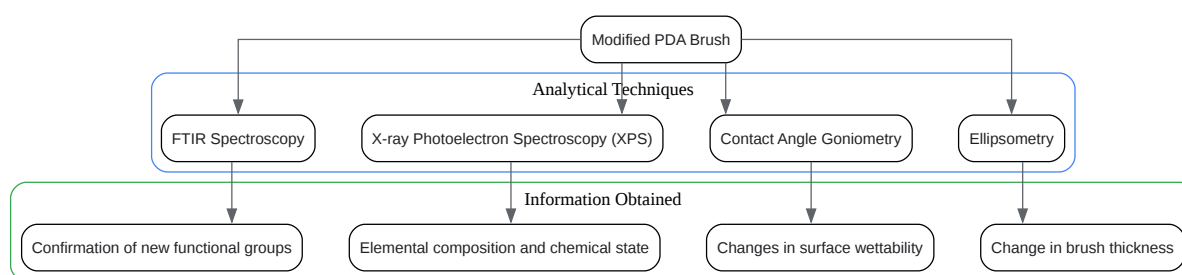 Modified PDA Brush
Analytical Techniques
FTIR Spectroscopy
X-ray Photoelectron Spectroscopy (XPS)
Contact Angle Goniometry
Ellipsometry
Information Obtained
Confirmation of new functional groups
Elemental composition and chemical state
Changes in surface wettability
Change in brush thickness